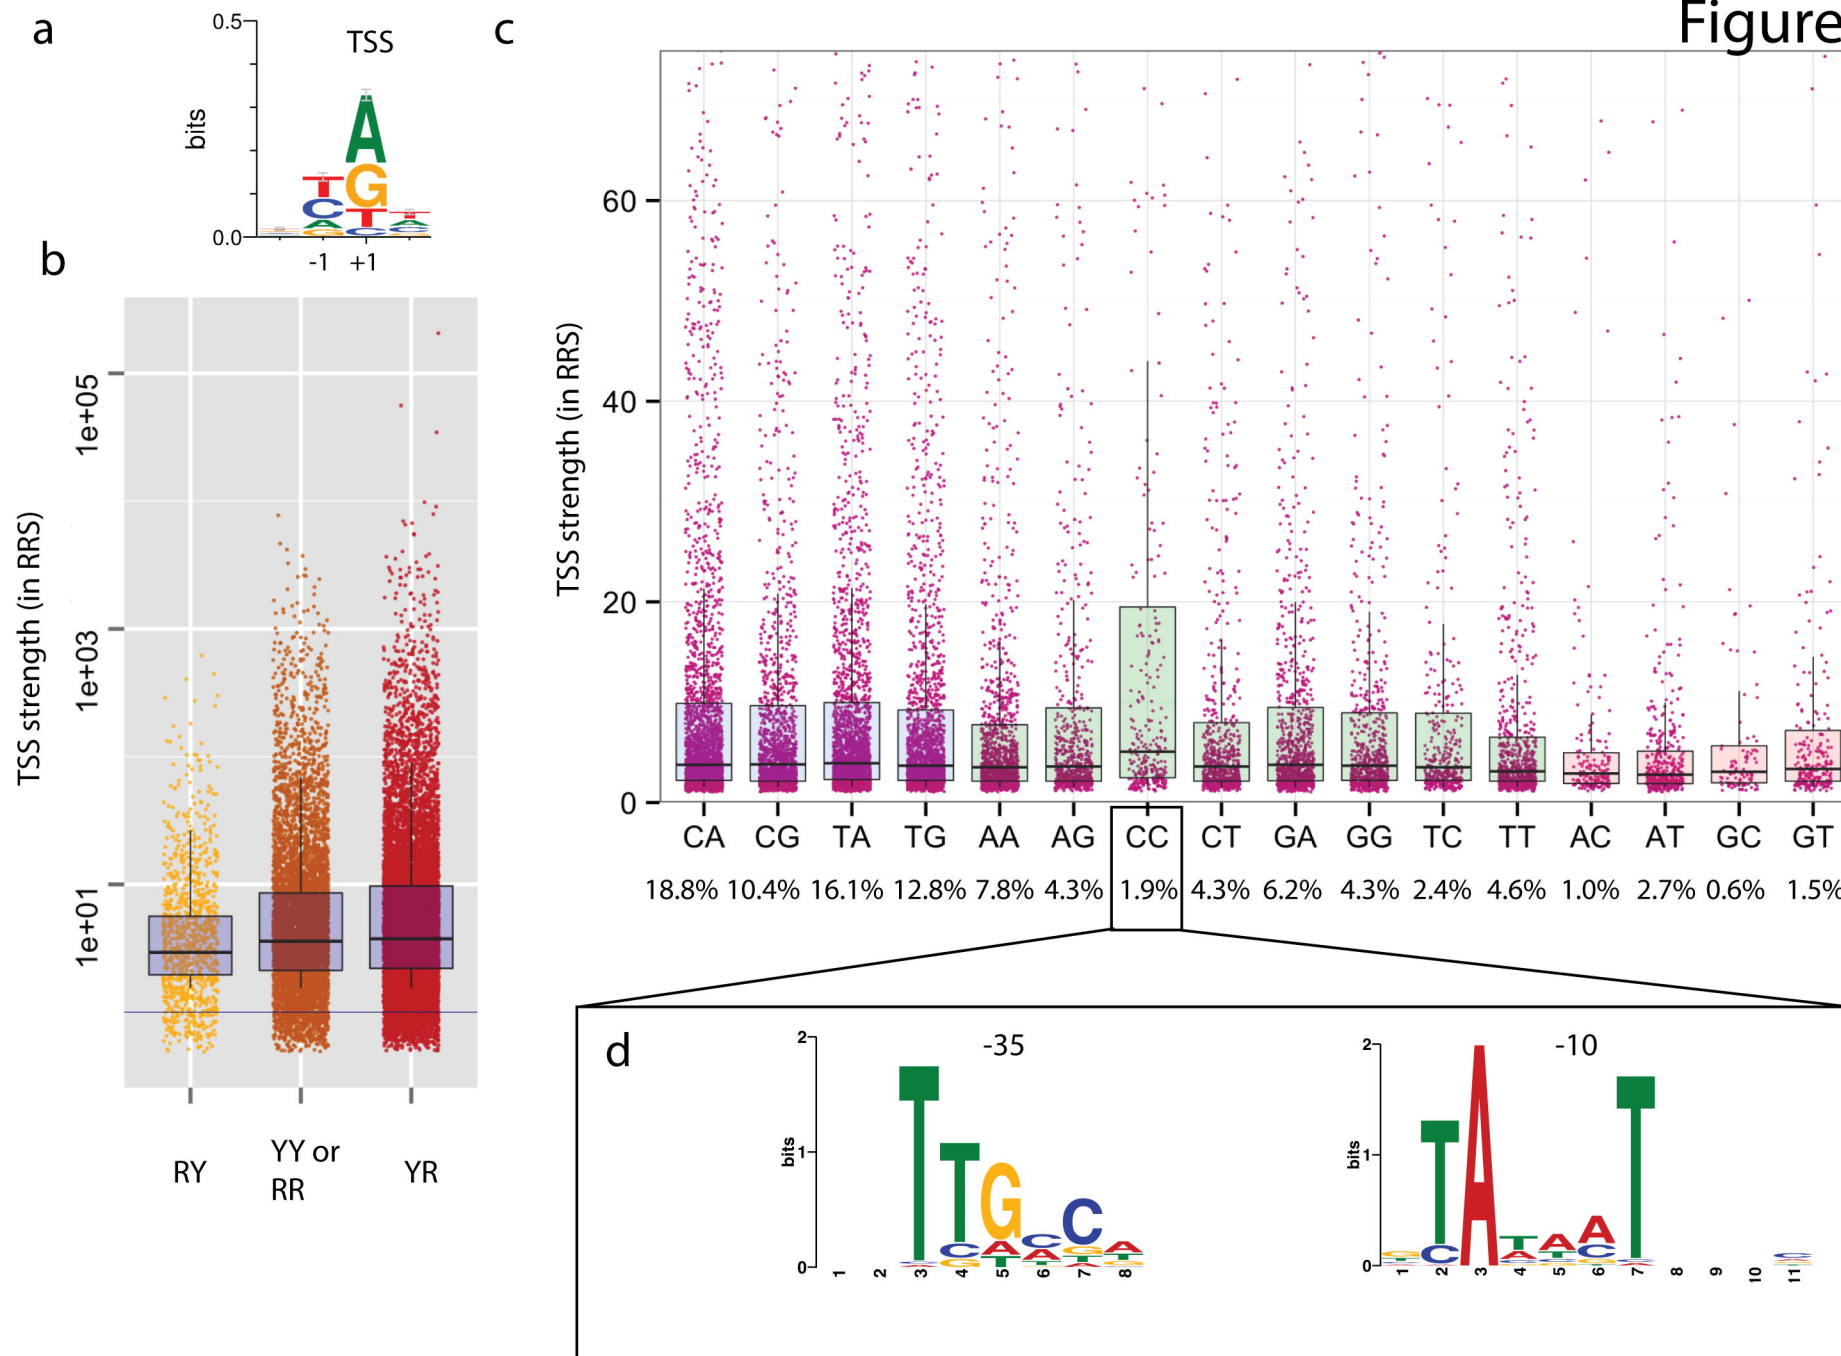 Figure
a
TSS
0.5
bits
0.0
-1 +1
b
TSS strength (in RRS)
1e+05
1e+03
1e+01
RY
YY or
RR
YR
c
TSS strength (in RRS)
60
40
20
0
CA CG TA TG AA AG CC CT GA GG TC TT AC AT GC GT
18.8% 10.4% 16.1% 12.8% 7.8% 4.3% 1.9% 4.3% 6.2% 4.3% 2.4% 4.6% 1.0% 2.7% 0.6% 1.5%
d
-35
2
bits
1
0
1 2 3 4 5 6 7 8
-10
2
bits
1
0
1 2 3 4 5 6 7 8 9 10 11